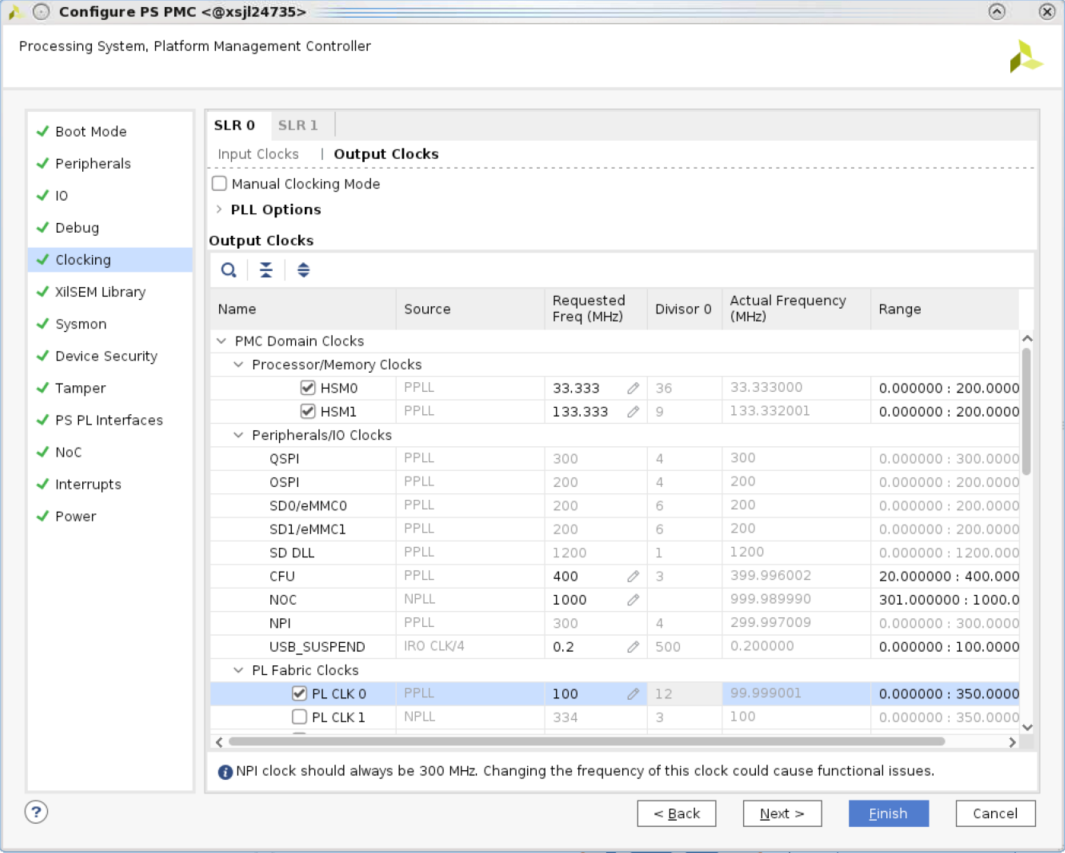 Configure PS PMC <@xsjl24735>
Processing System, Platform Management Controller
Boot Mode
Peripherals
IO
Debug
Clocking
XilSEM Library
Sysmon
Device Security
Tamper
PS PL Interfaces
NoC
Interrupts
Power
SLR 0 SLR 1
Input Clocks | Output Clocks
Manual Clocking Mode
PLL Options
Output Clocks
Name Source Requested Freq (MHz) Divisor 0 Actual Frequency (MHz) Range
PMC Domain Clocks
Processor/Memory Clocks
HSM0 PPLL 33.333 36 33.333000 0.000000 : 200.0000
HSM1 PPLL 133.333 9 133.332001 0.000000 : 200.0000
Peripherals/IO Clocks
QSPI PPLL 300 4 300 0.000000 : 300.0000
OSPI PPLL 200 4 200 0.000000 : 200.0000
SD0/eMMC0 PPLL 200 6 200 0.000000 : 200.0000
SD1/eMMC1 PPLL 200 6 200 0.000000 : 200.0000
SD DLL PPLL 1200 1 1200 0.000000 : 1200.000
CFU PPLL 400 3 399.996002 20.000000 : 400.000
NOC NPLL 1000 999.989990 301.000000 : 1000.0
NPI PPLL 300 4 299.997009 0.000000 : 300.0000
USB_SUSPEND IRO CLK/4 0.2 500 0.200000 0.000000 : 100.0000
PL Fabric Clocks
PL CLK 0 PPLL 100 12 99.999001 0.000000 : 350.0000
PL CLK 1 NPLL 334 3 100 0.000000 : 350.0000
NPI clock should always be 300 MHz. Changing the frequency of this clock could cause functional issues.
? < Back Next > Finish Cancel